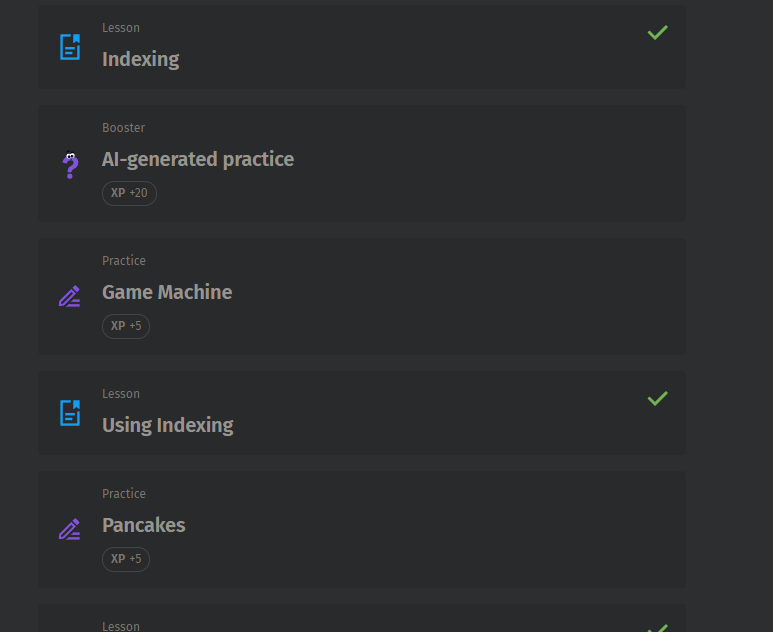 Lesson
Indexing
Booster
AI-generated practice
XP +20
Practice
Game Machine
XP +5
Lesson
Using Indexing
Practice
Pancakes
XP +5
Lesson